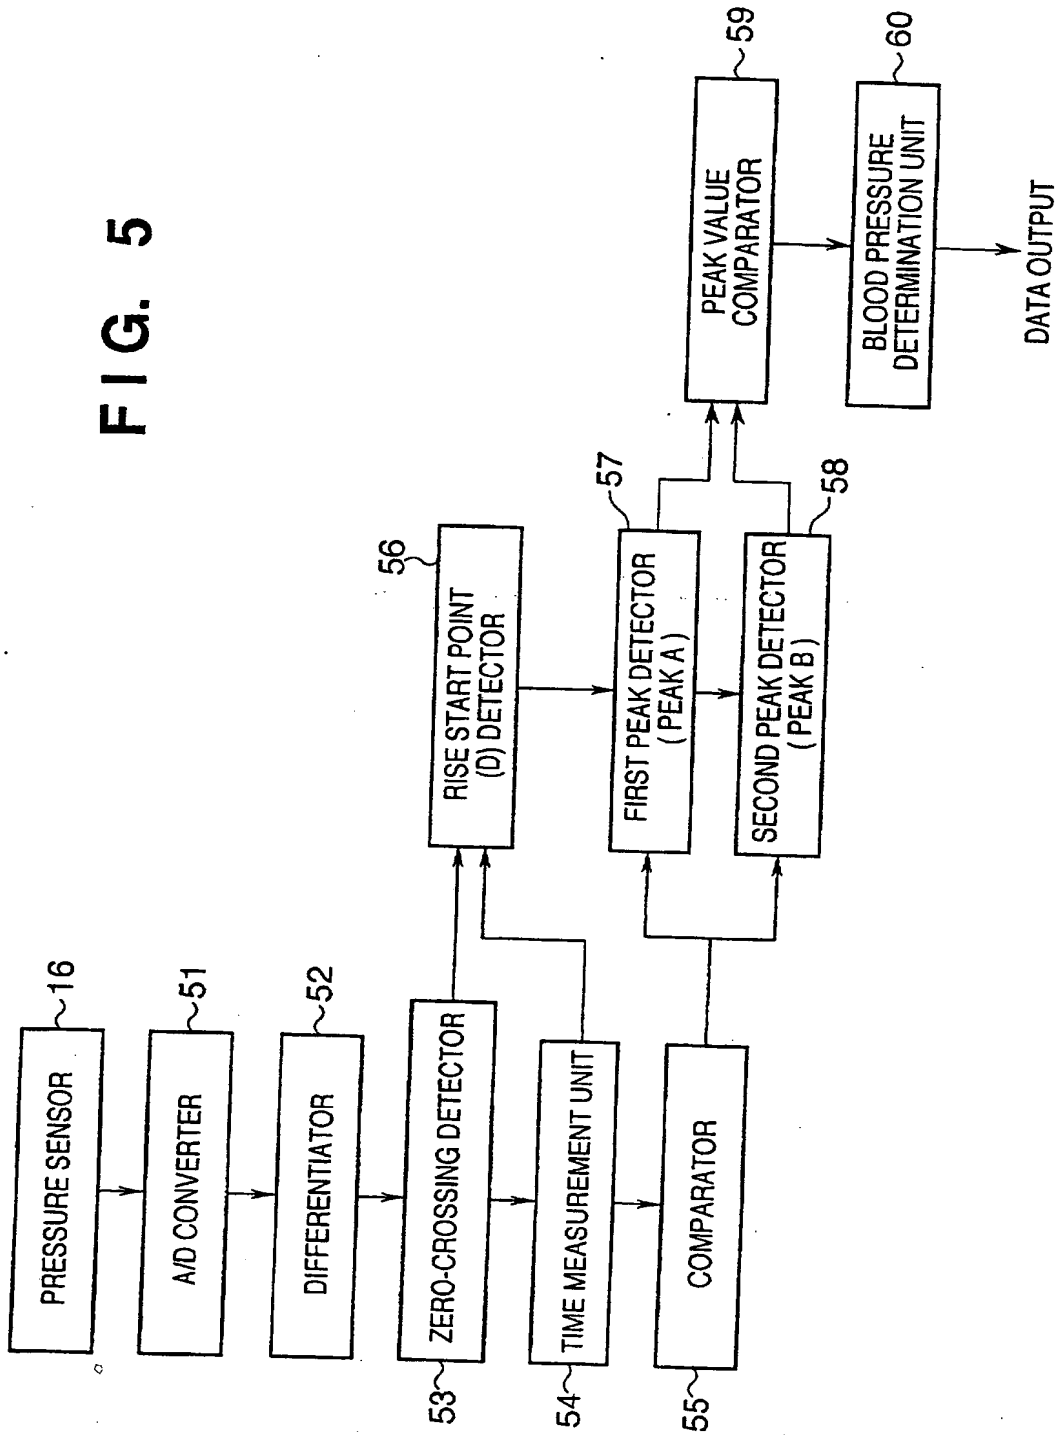 FIG. 5
PRESSURE SENSOR
16
A/D CONVERTER
51
DIFFERENTIATOR
52
53
ZERO-CROSSING DETECTOR
54
TIME MEASUREMENT UNIT
55
COMPARATOR
56
RISE START POINT
(D) DETECTOR
57
FIRST PEAK DETECTOR
( PEAK A )
58
SECOND PEAK DETECTOR
( PEAK B )
59
PEAK VALUE
COMPARATOR
60
BLOOD PRESSURE
DETERMINATION UNIT
DATA OUTPUT